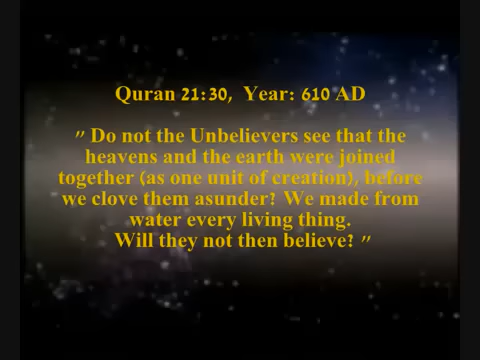 Quran 21:30, Year: 610 AD
" Do not the Unbelievers see that the
heavens and the earth were joined
together (as one unit of creation), before
we clove them asunder? We made from
water every living thing.
Will they not then believe? "